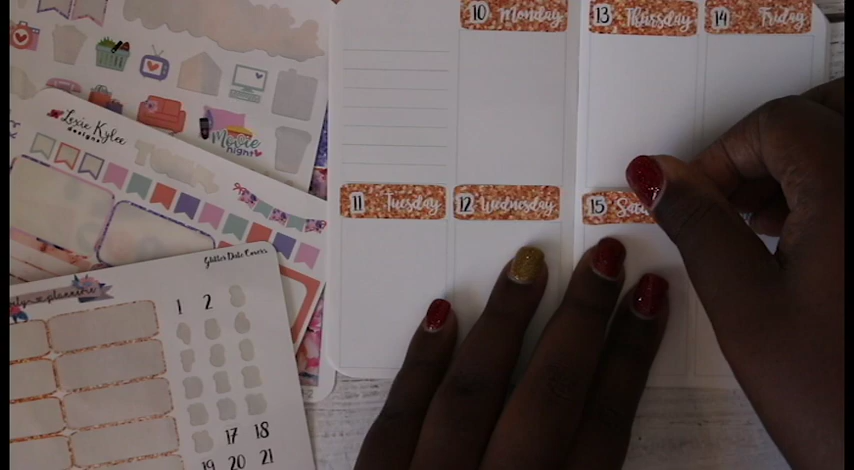 10 Monday
13 Thursday
14 Friday
Movie
night
Lexie Kylee
designs
11 Tuesday
12 Wednesday
15
Glitter Date Covers
1 2
17 18
19 20 21